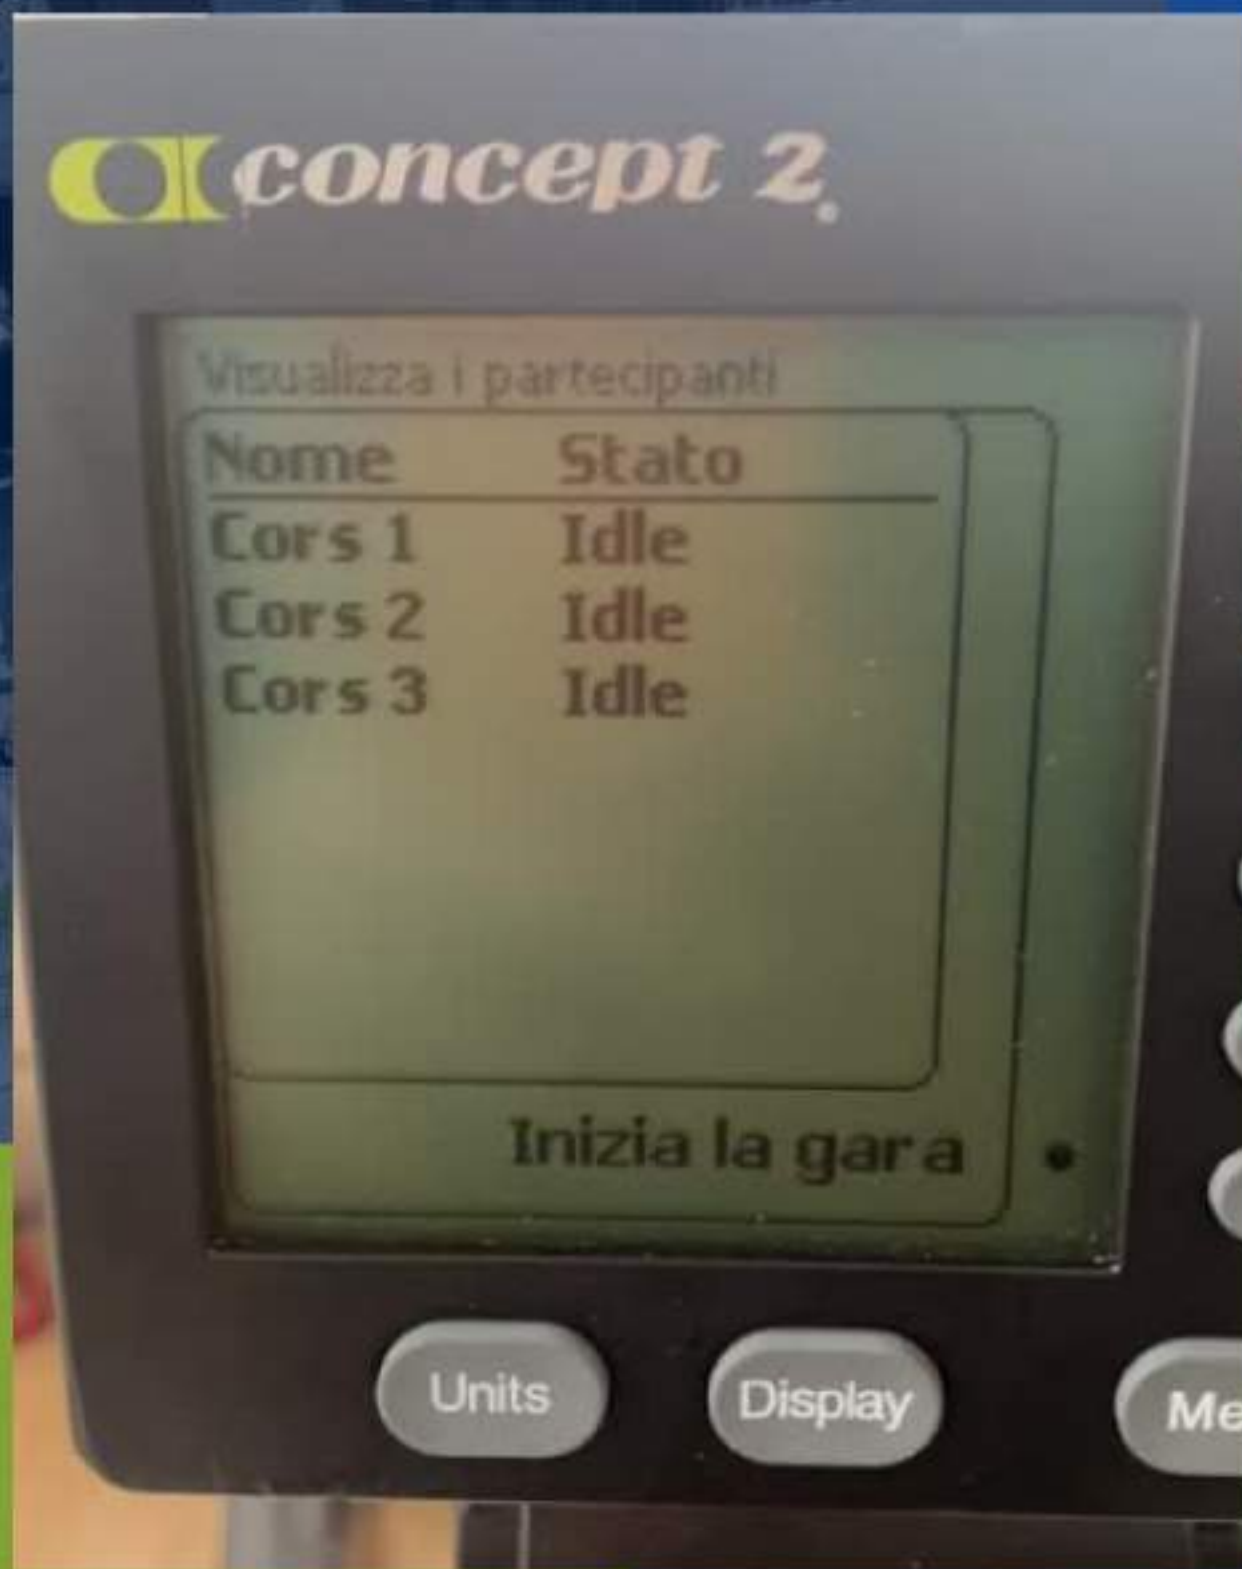 concept 2
Visualizza i partecipanti
Nome Stato
Cors 1 Idle
Cors 2 Idle
Cors 3 Idle
Inizia la gara
Units Display Me